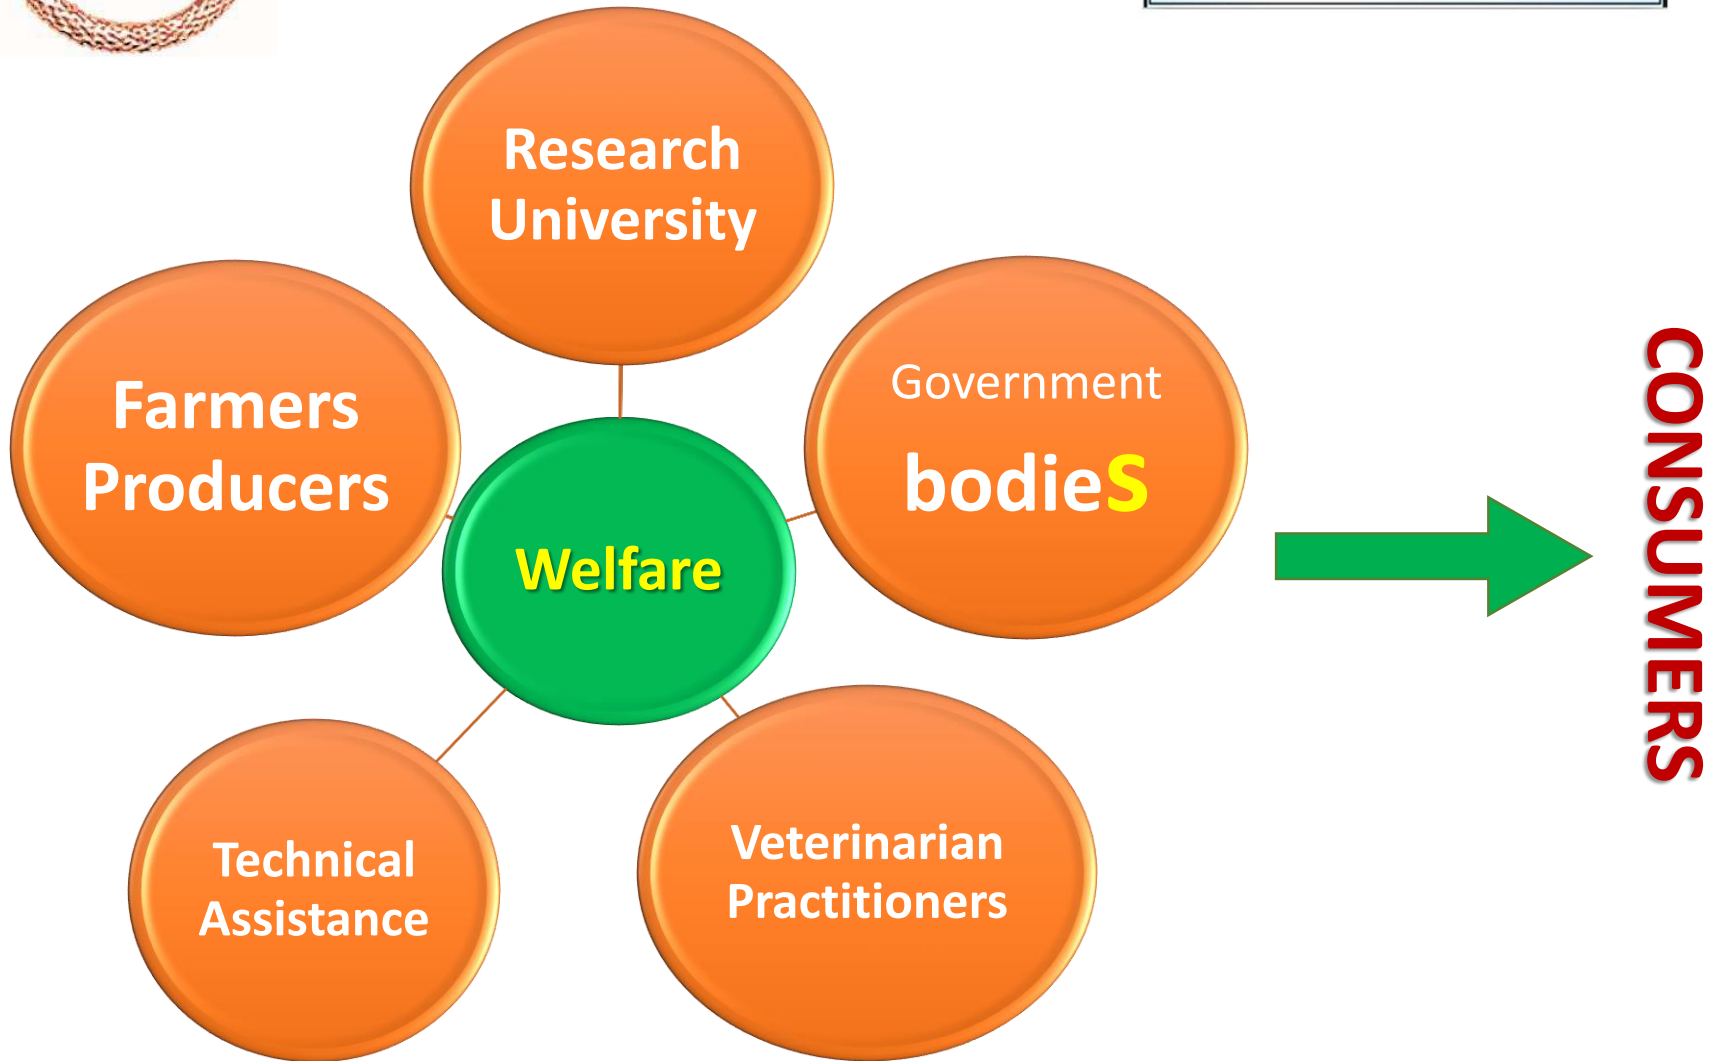 Research
University
Farmers
Producers
Government
bodieS
Welfare
Technical
Assistance
Veterinarian
Practitioners
CONSUMERS